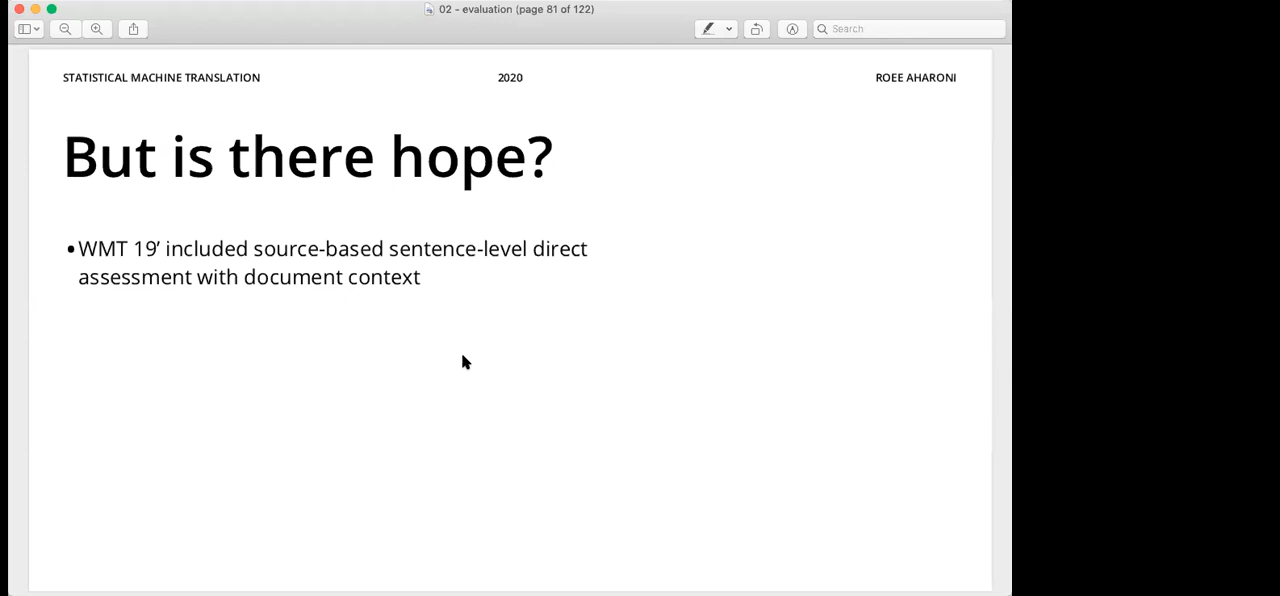 02 - evaluation (page 81 of 122)
Search
STATISTICAL MACHINE TRANSLATION 2020 ROEE AHARONI
But is there hope?
•WMT 19’ included source-based sentence-level direct
assessment with document context